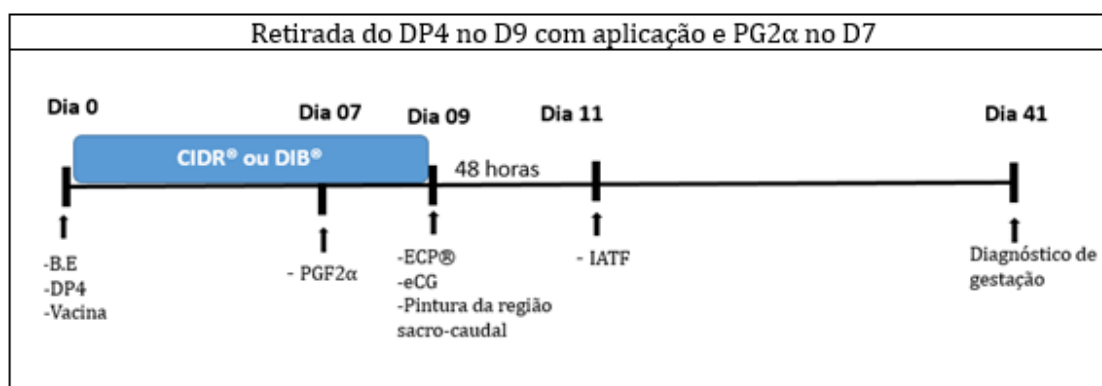 Retirada do DP4 no D9 com aplicação e PG2α no D7
Dia 0
Dia 07
Dia 09
Dia 11
Dia 41
CIDR® ou DIB®
48 horas
-B.E
-DP4
-Vacina
- PGF2α
-ECP®
-eCG
-Pintura da região
sacro-caudal
- IATF
Diagnóstico de
gestação